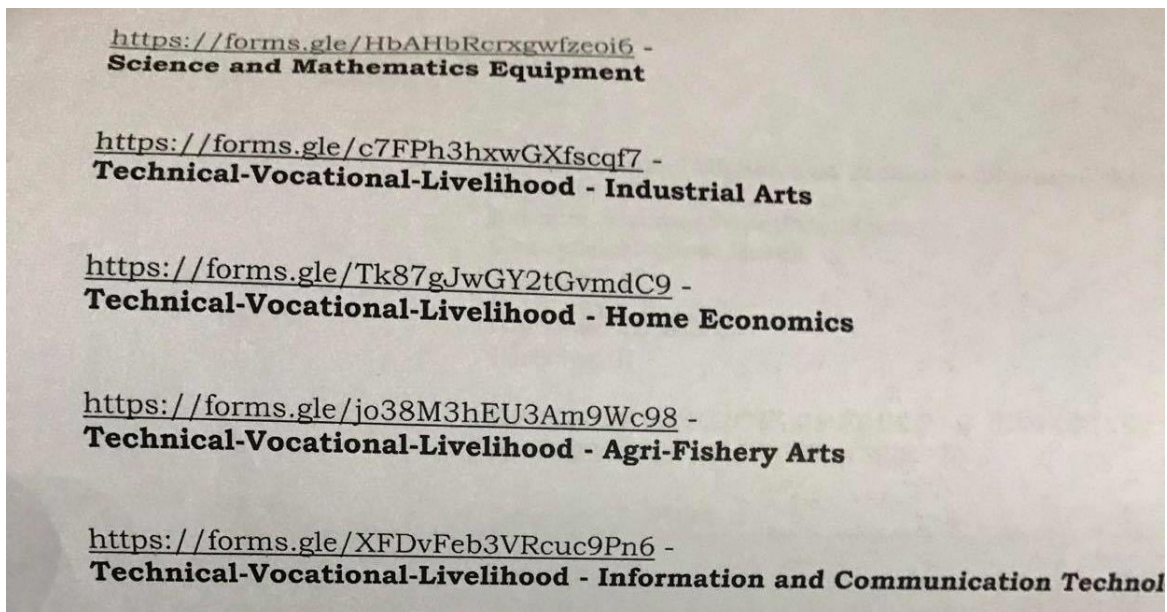 https://forms.gle/HbAHbRcrxgwfzeoi6 -
Science and Mathematics Equipment
https://forms.gle/c7FPh3hxwGXfscqf7 -
Technical-Vocational-Livelihood - Industrial Arts
https://forms.gle/Tk87gJwGY2tGvmdC9 -
Technical-Vocational-Livelihood - Home Economics
https://forms.gle/jo38M3hEU3Am9Wc98 -
Technical-Vocational-Livelihood - Agri-Fishery Arts
https://forms.gle/XFDvFeb3VRcuc9Pn6 -
Technical-Vocational-Livelihood - Information and Communication Technol